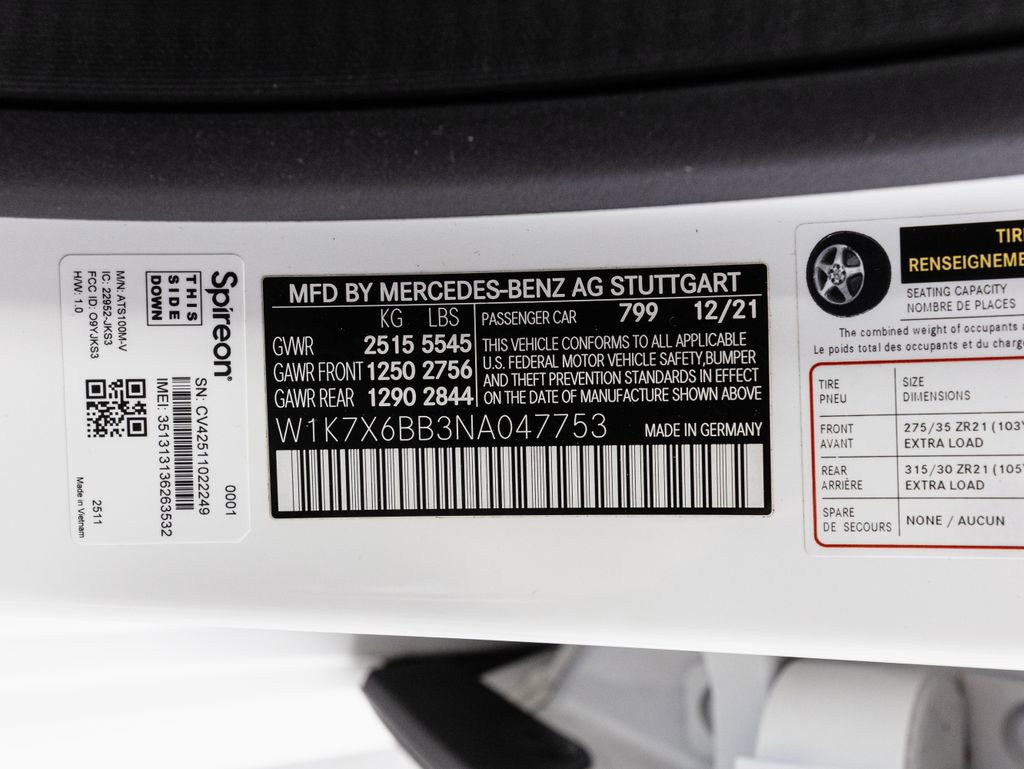 Spireon®
THIS
SIDE
DOWN
M/N: ATS100M-V
IC: 22952-JKS3
FCC ID: O9YJKS3
H/W: 1.0
0001
SN: CV42511022249
IMEI: 351313136263532
2511
Made in Vietnam
MFD BY MERCEDES-BENZ AG STUTTGART
KG LBS
GVWR 2515 5545
GAWR FRONT 1250 2756
GAWR REAR 1290 2844
PASSENGER CAR 799 12/21
THIS VEHICLE CONFORMS TO ALL APPLICABLE
U.S. FEDERAL MOTOR VEHICLE SAFETY,BUMPER
AND THEFT PREVENTION STANDARDS IN EFFECT
ON THE DATE OF MANUFACTURE SHOWN ABOVE
W1K7X6BB3NA047753 MADE IN GERMANY
TIR
RENSEIGNEME
SEATING CAPACITY
NOMBRE DE PLACES
The combined weight of occupants a
Le poids total des occupants et du charg
TIRE SIZE
PNEU DIMENSIONS
FRONT 275/35 ZR21 (103Y
AVANT EXTRA LOAD
REAR 315/30 ZR21 (105Y
ARRIÈRE EXTRA LOAD
SPARE NONE / AUCUN
DE SECOURS